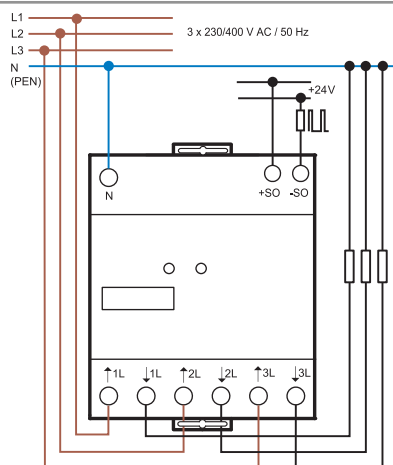 L1
L2
3 x 230/400 V AC / 50 Hz
L3
N
(PEN)
+24V
N
+SO -SO
↑1L ↓1L ↑2L ↓2L ↑3L ↓3L